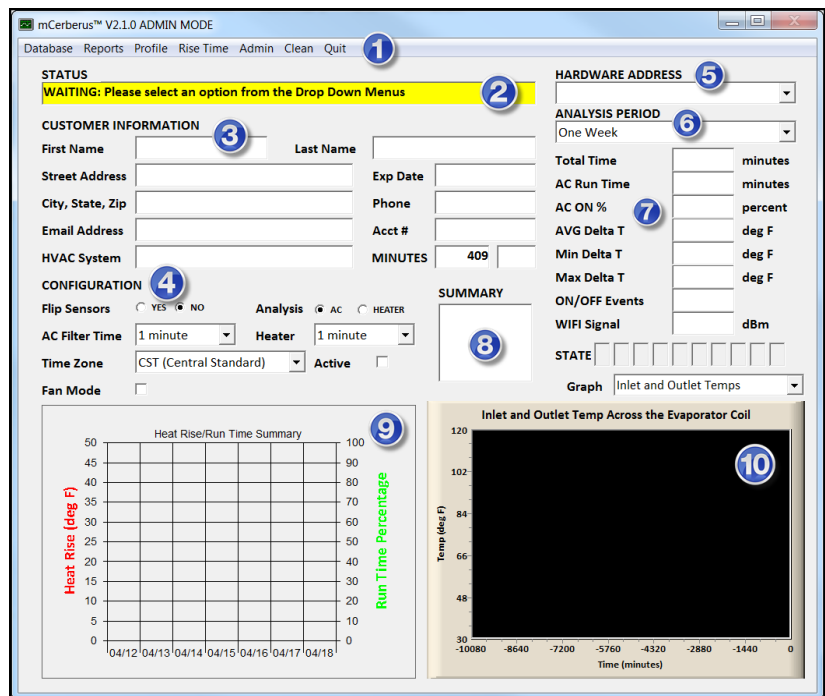 mCerberus™ V2.1.0 ADMIN MODE
Database Reports Profile Rise Time Admin Clean Quit 1
STATUS
WAITING: Please select an option from the Drop Down Menus 2
HARDWARE ADDRESS 5
ANALYSIS PERIOD 6
One Week
CUSTOMER INFORMATION 3
First Name Last Name
Street Address Exp Date
City, State, Zip Phone
Email Address Acct #
HVAC System MINUTES 409
Total Time minutes
AC Run Time minutes
AC ON % 7 percent
AVG Delta T deg F
Min Delta T deg F
Max Delta T deg F
ON/OFF Events
WIFI Signal dBm
STATE
Graph Inlet and Outlet Temps
CONFIGURATION 4
Flip Sensors YES NO Analysis AC HEATER
AC Filter Time 1 minute Heater 1 minute
Time Zone CST (Central Standard) Active
Fan Mode
SUMMARY
8
Heat Rise/Run Time Summary 9
Heat Rise (deg F)
50
45
40
35
30
25
20
15
10
5
0
100
90
80
70
60
50
40
30
20
10
0
Run Time Percentage
04/12 04/13 04/14 04/15 04/16 04/17 04/18
Inlet and Outlet Temp Across the Evaporator Coil
10
Temp (deg F)
120
102
84
66
48
30
-10080 -8640 -7200 -5760 -4320 -2880 -1440 0
Time (minutes)